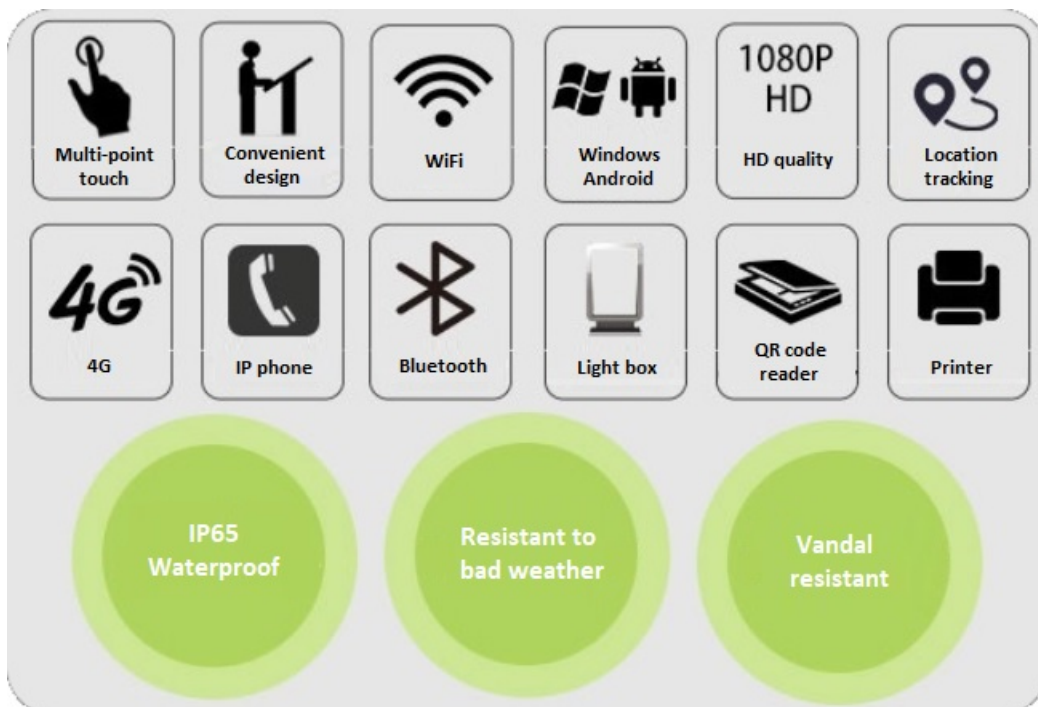 Multi-point
touch
Convenient
design
WiFi
Windows
Android
1080P
HD
HD quality
Location
tracking
4G
4G
IP phone
Bluetooth
Light box
QR code
reader
Printer
IP65
Waterproof
Resistant to
bad weather
Vandal
resistant